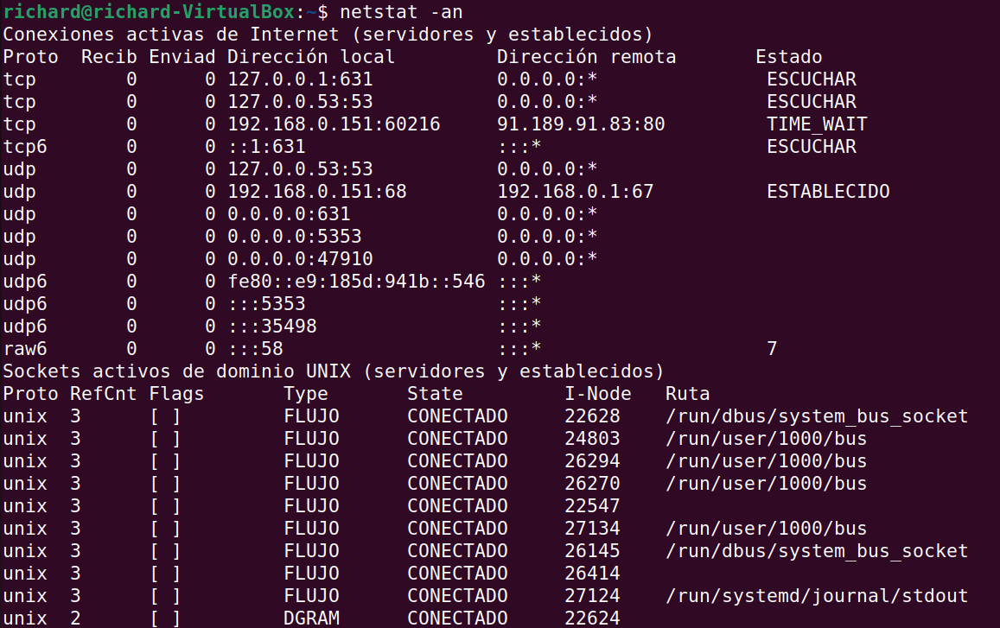 richard@richard-VirtualBox:~$ netstat -an
Conexiones activas de Internet (servidores y establecidos)
Proto  Recib Enviad Dirección local         Dirección remota       Estado
tcp        0      0 127.0.0.1:631           0.0.0.0:*               ESCUCHAR
tcp        0      0 127.0.0.53:53           0.0.0.0:*               ESCUCHAR
tcp        0      0 192.168.0.151:60216     91.189.91.83:80         TIME_WAIT
tcp6       0      0 ::1:631                 :::*                    ESCUCHAR
udp        0      0 127.0.0.53:53           0.0.0.0:*
udp        0      0 192.168.0.151:68        192.168.0.1:67          ESTABLECIDO
udp        0      0 0.0.0.0:631             0.0.0.0:*
udp        0      0 0.0.0.0:5353            0.0.0.0:*
udp        0      0 0.0.0.0:47910           0.0.0.0:*
udp6       0      0 fe80::e9:185d:941b::546 :::*
udp6       0      0 :::5353                 :::*
udp6       0      0 :::35498                :::*
raw6       0      0 :::58                   :::*                    7
Sockets activos de dominio UNIX (servidores y establecidos)
Proto RefCnt Flags       Type       State         I-Node   Ruta
unix  3      [ ]         FLUJO      CONECTADO     22628    /run/dbus/system_bus_socket
unix  3      [ ]         FLUJO      CONECTADO     24803    /run/user/1000/bus
unix  3      [ ]         FLUJO      CONECTADO     26294    /run/user/1000/bus
unix  3      [ ]         FLUJO      CONECTADO     26270    /run/user/1000/bus
unix  3      [ ]         FLUJO      CONECTADO     22547
unix  3      [ ]         FLUJO      CONECTADO     27134    /run/user/1000/bus
unix  3      [ ]         FLUJO      CONECTADO     26145    /run/dbus/system_bus_socket
unix  3      [ ]         FLUJO      CONECTADO     26414
unix  3      [ ]         FLUJO      CONECTADO     27124    /run/systemd/journal/stdout
unix  2      [ ]         DGRAM      CONECTADO     22624